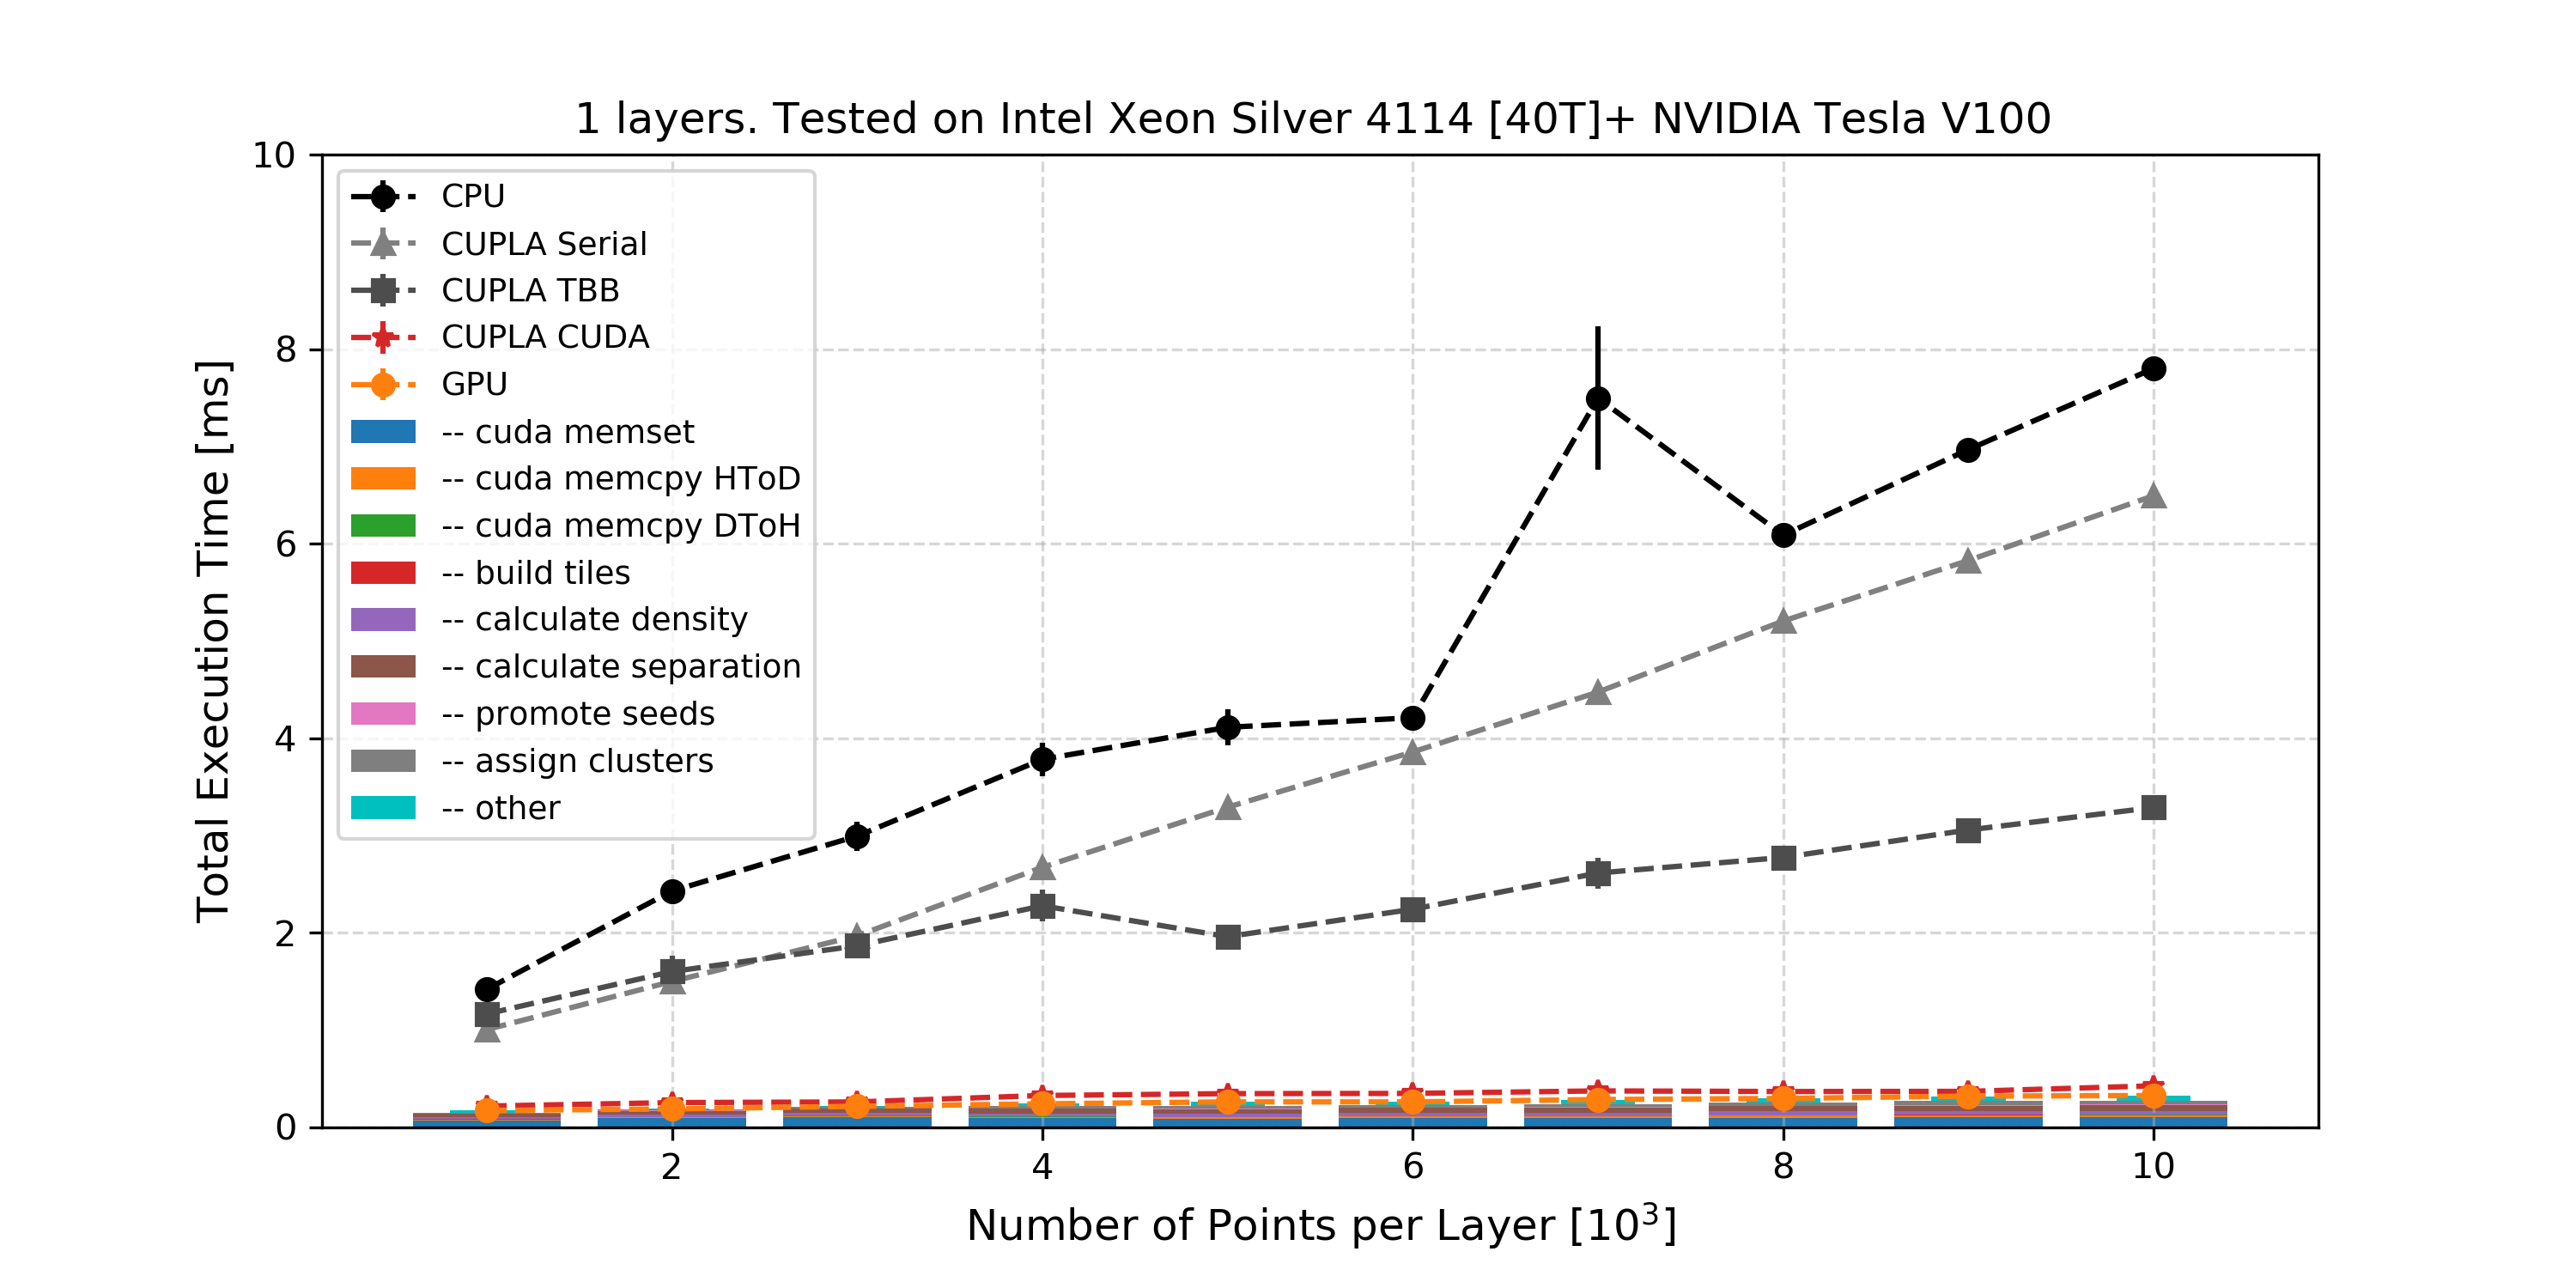 1 layers. Tested on Intel Xeon Silver 4114 [40T]+ NVIDIA Tesla V100
10
8
6
4
2
0
Total Execution Time [ms]
CPU
CUPLA Serial
CUPLA TBB
CUPLA CUDA
GPU
-- cuda memset
-- cuda memcpy HToD
-- cuda memcpy DToH
-- build tiles
-- calculate density
-- calculate separation
-- promote seeds
-- assign clusters
-- other
2 4 6 8 10
Number of Points per Layer [10³]